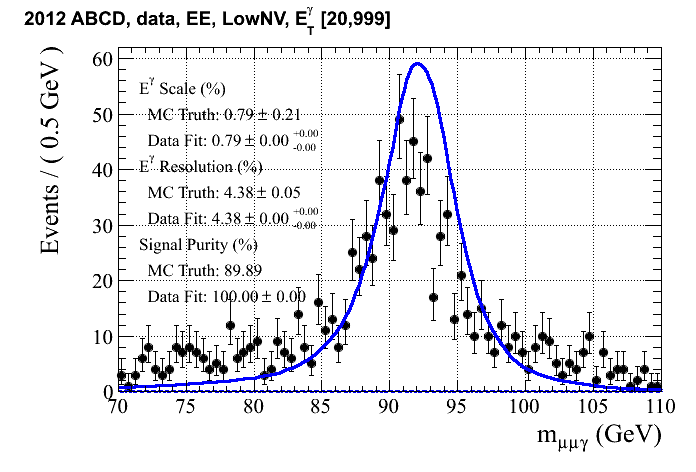 2012 ABCD, data, EE, LowNV, E_T^γ [20,999]
Events / ( 0.5 GeV )
60
50
40
30
20
10
0
E^γ Scale (%)
MC Truth: 0.79 ± 0.21
Data Fit: 0.79 ± 0.00 +0.00 -0.00
E^γ Resolution (%)
MC Truth: 4.38 ± 0.05
Data Fit: 4.38 ± 0.00 +0.00 -0.00
Signal Purity (%)
MC Truth: 89.89
Data Fit: 100.00 ± 0.00
70 75 80 85 90 95 100 105 110
m_μμγ (GeV)